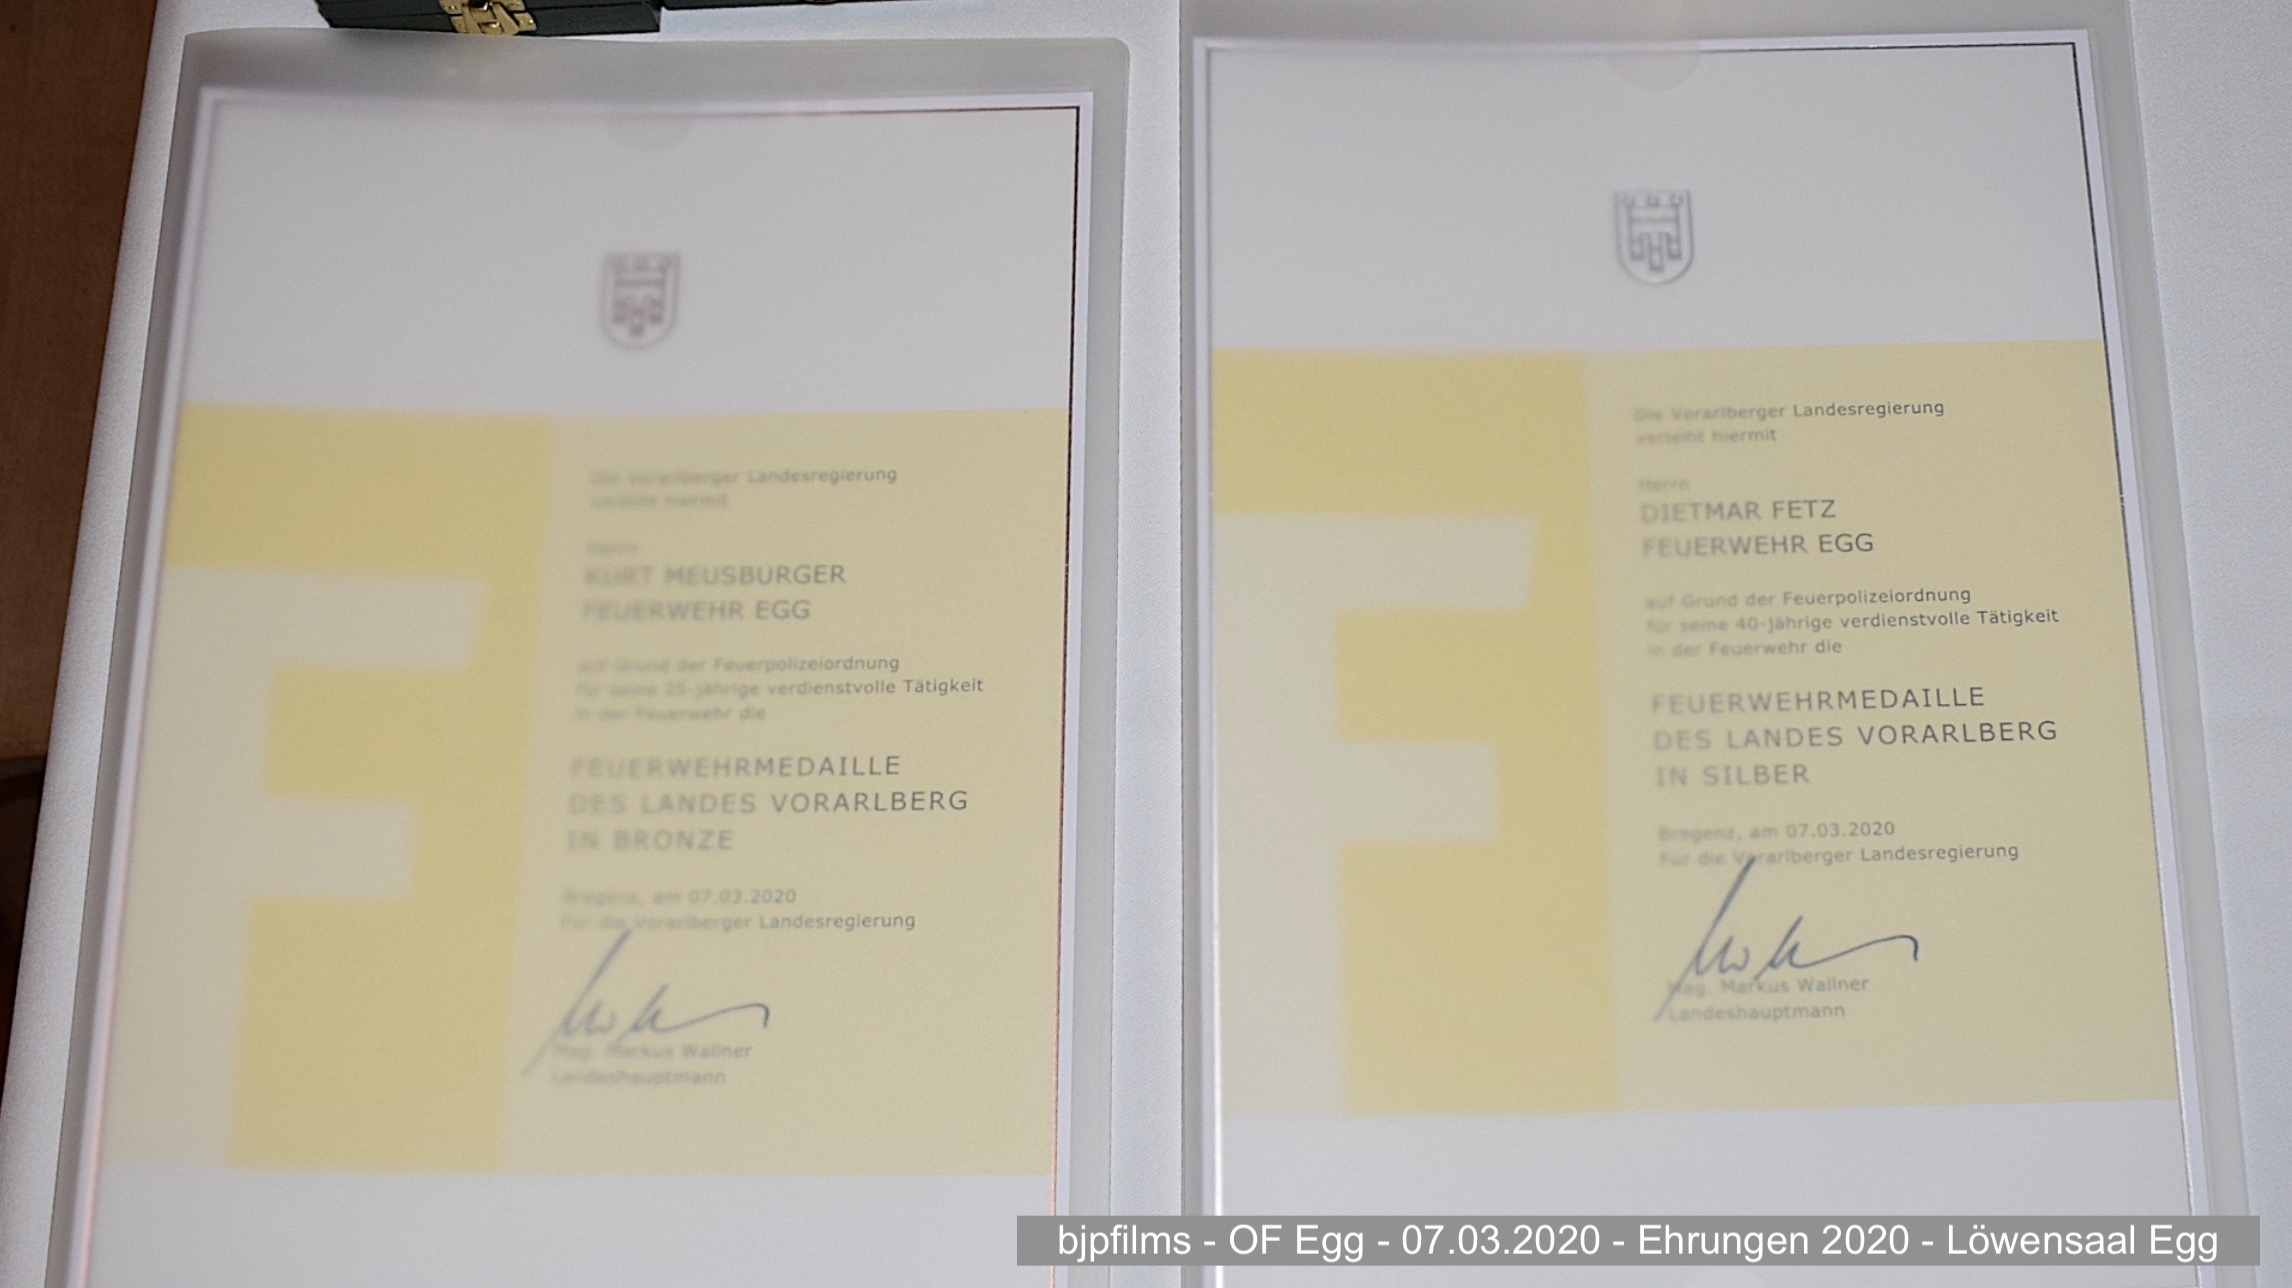 Die Vorarlberger Landesregierung
verleiht hiermit
Herrn
KURT MEUSBURGER
FEUERWEHR EGG
auf Grund der Feuerpolizeiordnung
für seine 25-jährige verdienstvolle Tätigkeit
in der Feuerwehr die
FEUERWEHRMEDAILLE
DES LANDES VORARLBERG
IN BRONZE
Bregenz, am 07.03.2020
Für die Vorarlberger Landesregierung
Mag. Markus Wallner
Landeshauptmann
Die Vorarlberger Landesregierung
verleiht hiermit
Herrn
DIETMAR FETZ
FEUERWEHR EGG
auf Grund der Feuerpolizeiordnung
für seine 40-jährige verdienstvolle Tätigkeit
in der Feuerwehr die
FEUERWEHRMEDAILLE
DES LANDES VORARLBERG
IN SILBER
Bregenz, am 07.03.2020
Für die Vorarlberger Landesregierung
Mag. Markus Wallner
Landeshauptmann
bjpfilms - OF Egg - 07.03.2020 - Ehrungen 2020 - Löwensaal Egg